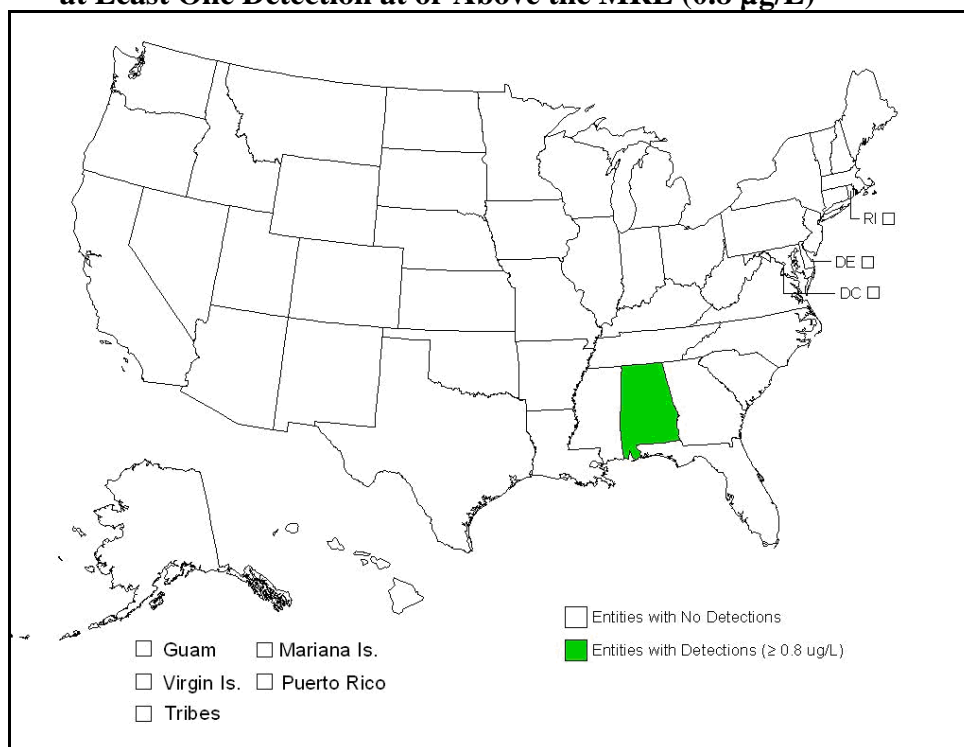 at Least One Detection at or Above the MRL (0.8 µg/L)
RI
DE
DC
Entities with No Detections
Entities with Detections (≥ 0.8 ug/L)
Guam
Mariana Is.
Virgin Is.
Puerto Rico
Tribes